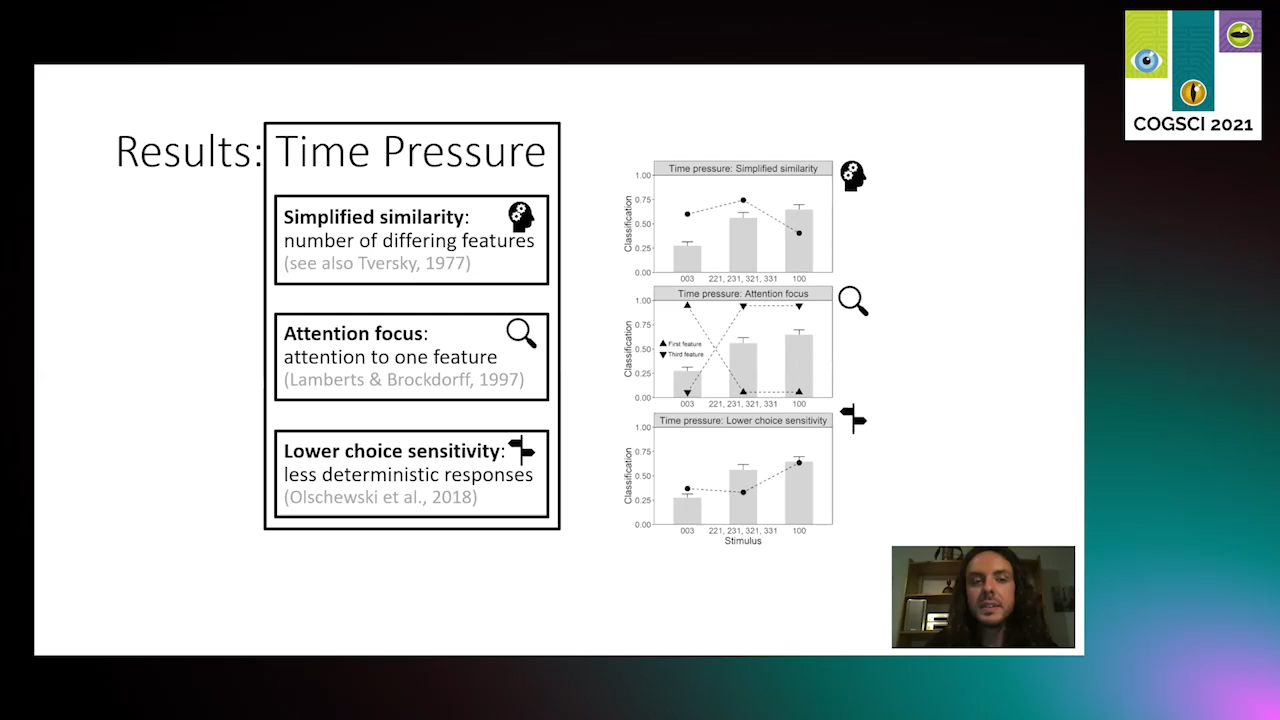 COGSCI 2021
Results: Time Pressure
Simplified similarity:
number of differing features
(see also Tversky, 1977)
Attention focus:
attention to one feature
(Lamberts & Brockdorff, 1997)
Lower choice sensitivity:
less deterministic responses
(Olschewski et al., 2018)
Time pressure: Simplified similarity
Classification
1.00
0.75
0.50
0.25
0.00
003 221, 231, 321, 331 100
Time pressure: Attention focus
Classification
1.00
0.75
0.50
0.25
0.00
First feature
Third feature
003 221, 231, 321, 331 100
Time pressure: Lower choice sensitivity
Classification
1.00
0.75
0.50
0.25
0.00
003 221, 231, 321, 331 100
Stimulus